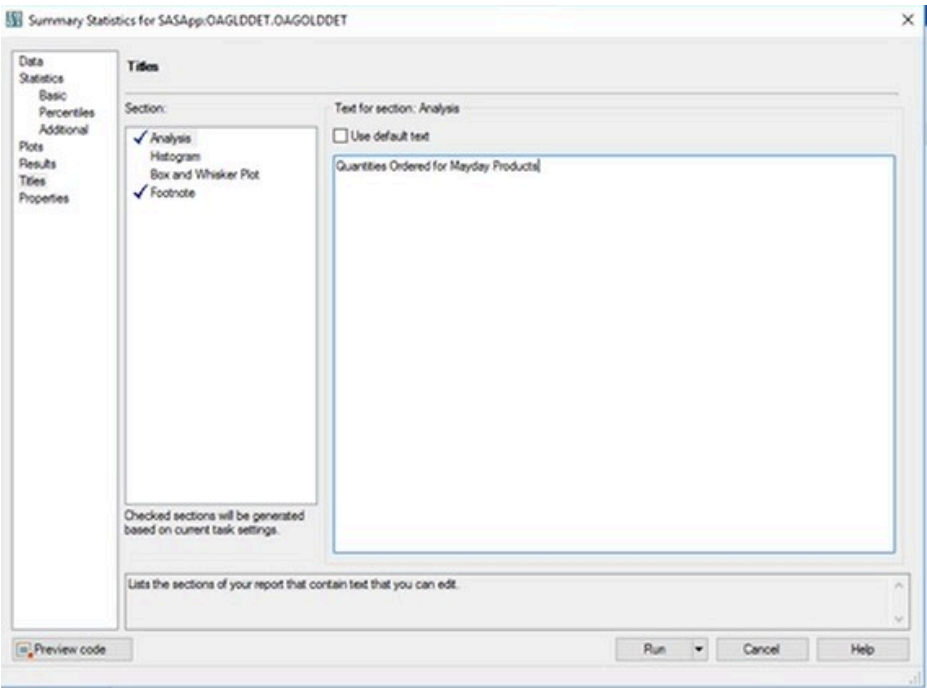 Summary Statistics for SASApp:OAGLDDET.OAGOLDDET
Data
Statistics
Basic
Percentiles
Additional
Plots
Results
Titles
Properties
Titles
Section:
Analysis
Histogram
Box and Whisker Plot
Footnote
Checked sections will be generated
based on current task settings.
Text for section: Analysis
Use default text
Quantities Ordered for Mayday Products
Lists the sections of your report that contain text that you can edit.
Preview code
Run
Cancel
Help